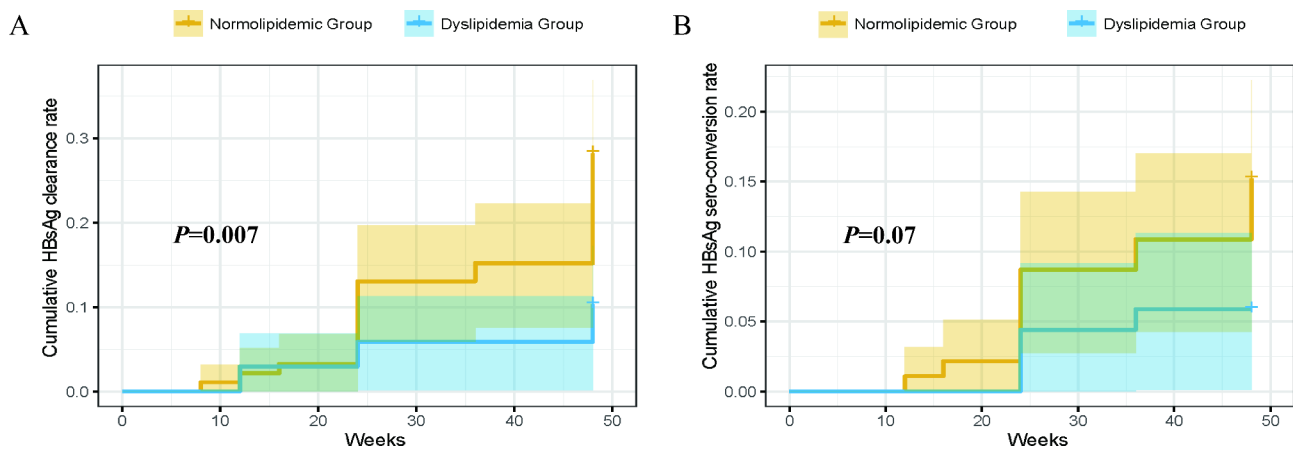 A
Normolipidemic Group
Dyslipidemia Group
Cumulative HBsAg clearance rate
0.3
0.2
0.1
0.0
P=0.007
0
10
20
30
40
50
Weeks
B
Normolipidemic Group
Dyslipidemia Group
Cumulative HBsAg sero-conversion rate
0.20
0.15
0.10
0.05
0.00
P=0.07
0
10
20
30
40
50
Weeks